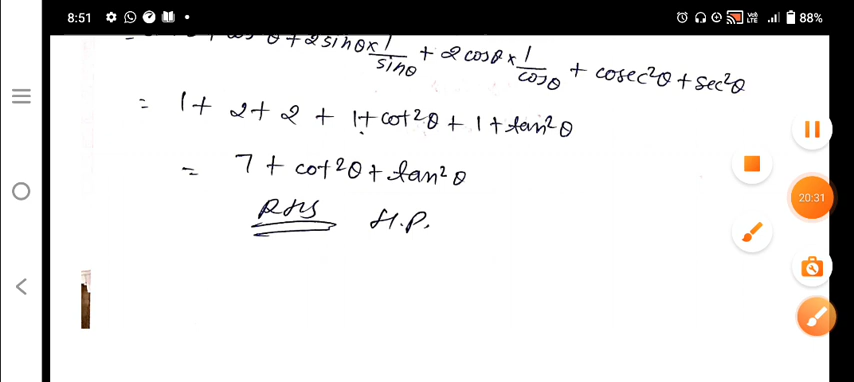 8:51 88%
cos θ + 2 sinθ × 1/sinθ + 2 cosθ × 1/cosθ + cosec²θ + sec²θ
= 1 + 2 + 2 + 1 + cot²θ + 1 + tan²θ
= 7 + cot²θ + tan²θ
RHS H.P.
20:31